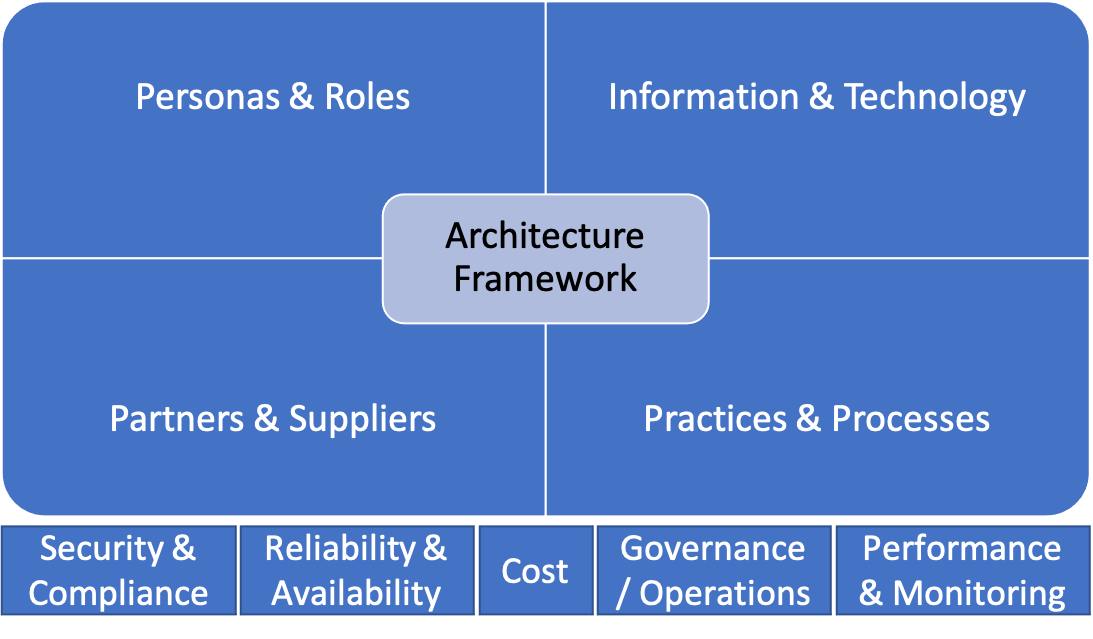 Personas & Roles
Information & Technology
Architecture
Framework
Partners & Suppliers
Practices & Processes
Security &
Compliance
Reliability &
Availability
Cost
Governance
/ Operations
Performance
& Monitoring